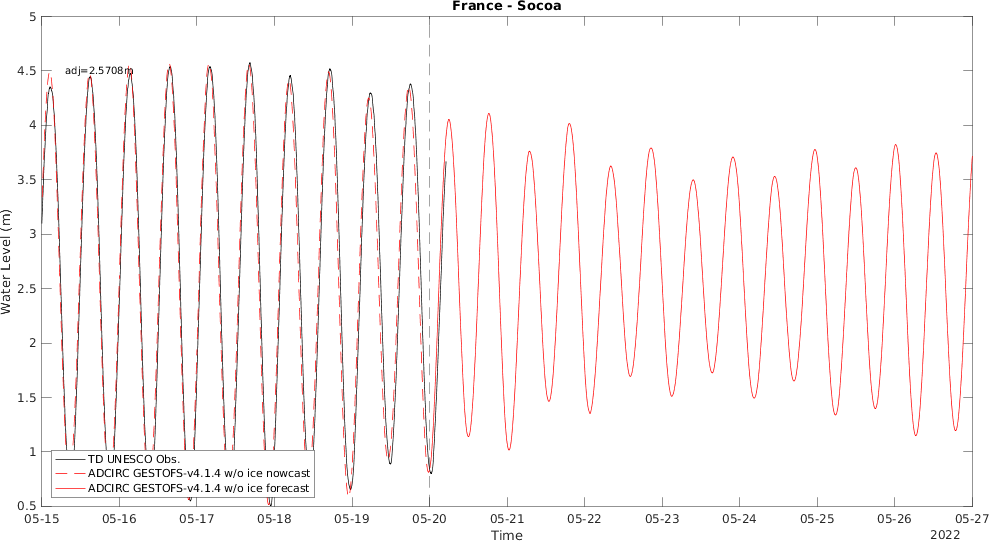 France - Socoa
5
4.5
4
3.5
3
2.5
2
1.5
1
0.5
Water Level (m)
adj=2.5708m
TD UNESCO Obs.
ADCIRC GESTOFS-v4.1.4 w/o ice nowcast
ADCIRC GESTOFS-v4.1.4 w/o ice forecast
05-15 05-16 05-17 05-18 05-19 05-20 05-21 05-22 05-23 05-24 05-25 05-26 05-27
Time
2022